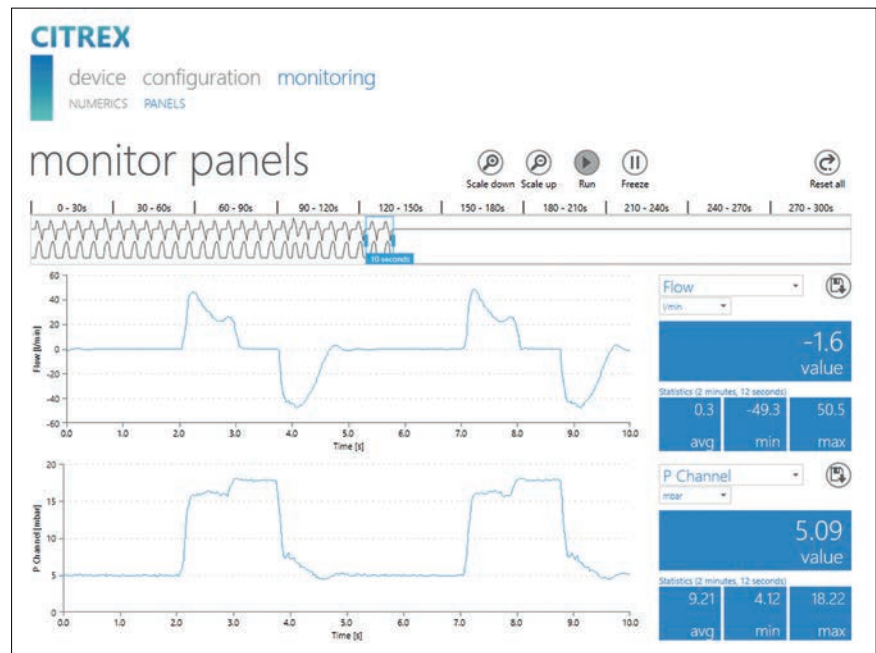 CITREX
device configuration monitoring
NUMERICS PANELS
monitor panels
Scale down Scale up Run Freeze Reset all
0 - 30s 30 - 60s 60 - 90s 90 - 120s 120 - 150s 150 - 180s 180 - 210s 210 - 240s 240 - 270s 270 - 300s
10 seconds
60
40
20
0
-20
-40
-60
Flow [l/min]
0.0 1.0 2.0 3.0 4.0 5.0 6.0 7.0 8.0 9.0 10.0
Time [s]
Flow
l/min
-1.6
value
Statistics (2 minutes, 12 seconds)
0.3 -49.3 50.5
avg min max
20
15
10
5
0
P Channel [mbar]
0.0 1.0 2.0 3.0 4.0 5.0 6.0 7.0 8.0 9.0 10.0
Time [s]
P Channel
mbar
5.09
value
Statistics (2 minutes, 12 seconds)
9.21 4.12 18.22
avg min max